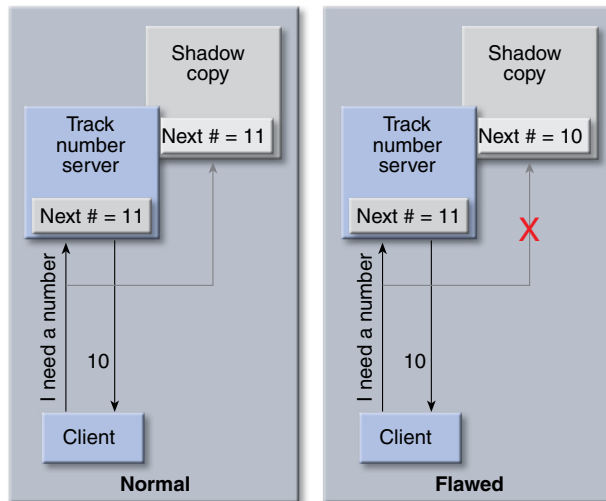 Shadow
copy
Next # = 11
Track
number
server
Next # = 11
I need a number
10
Client
Normal
Shadow
copy
Next # = 10
Track
number
server
Next # = 11
X
I need a number
10
Client
Flawed